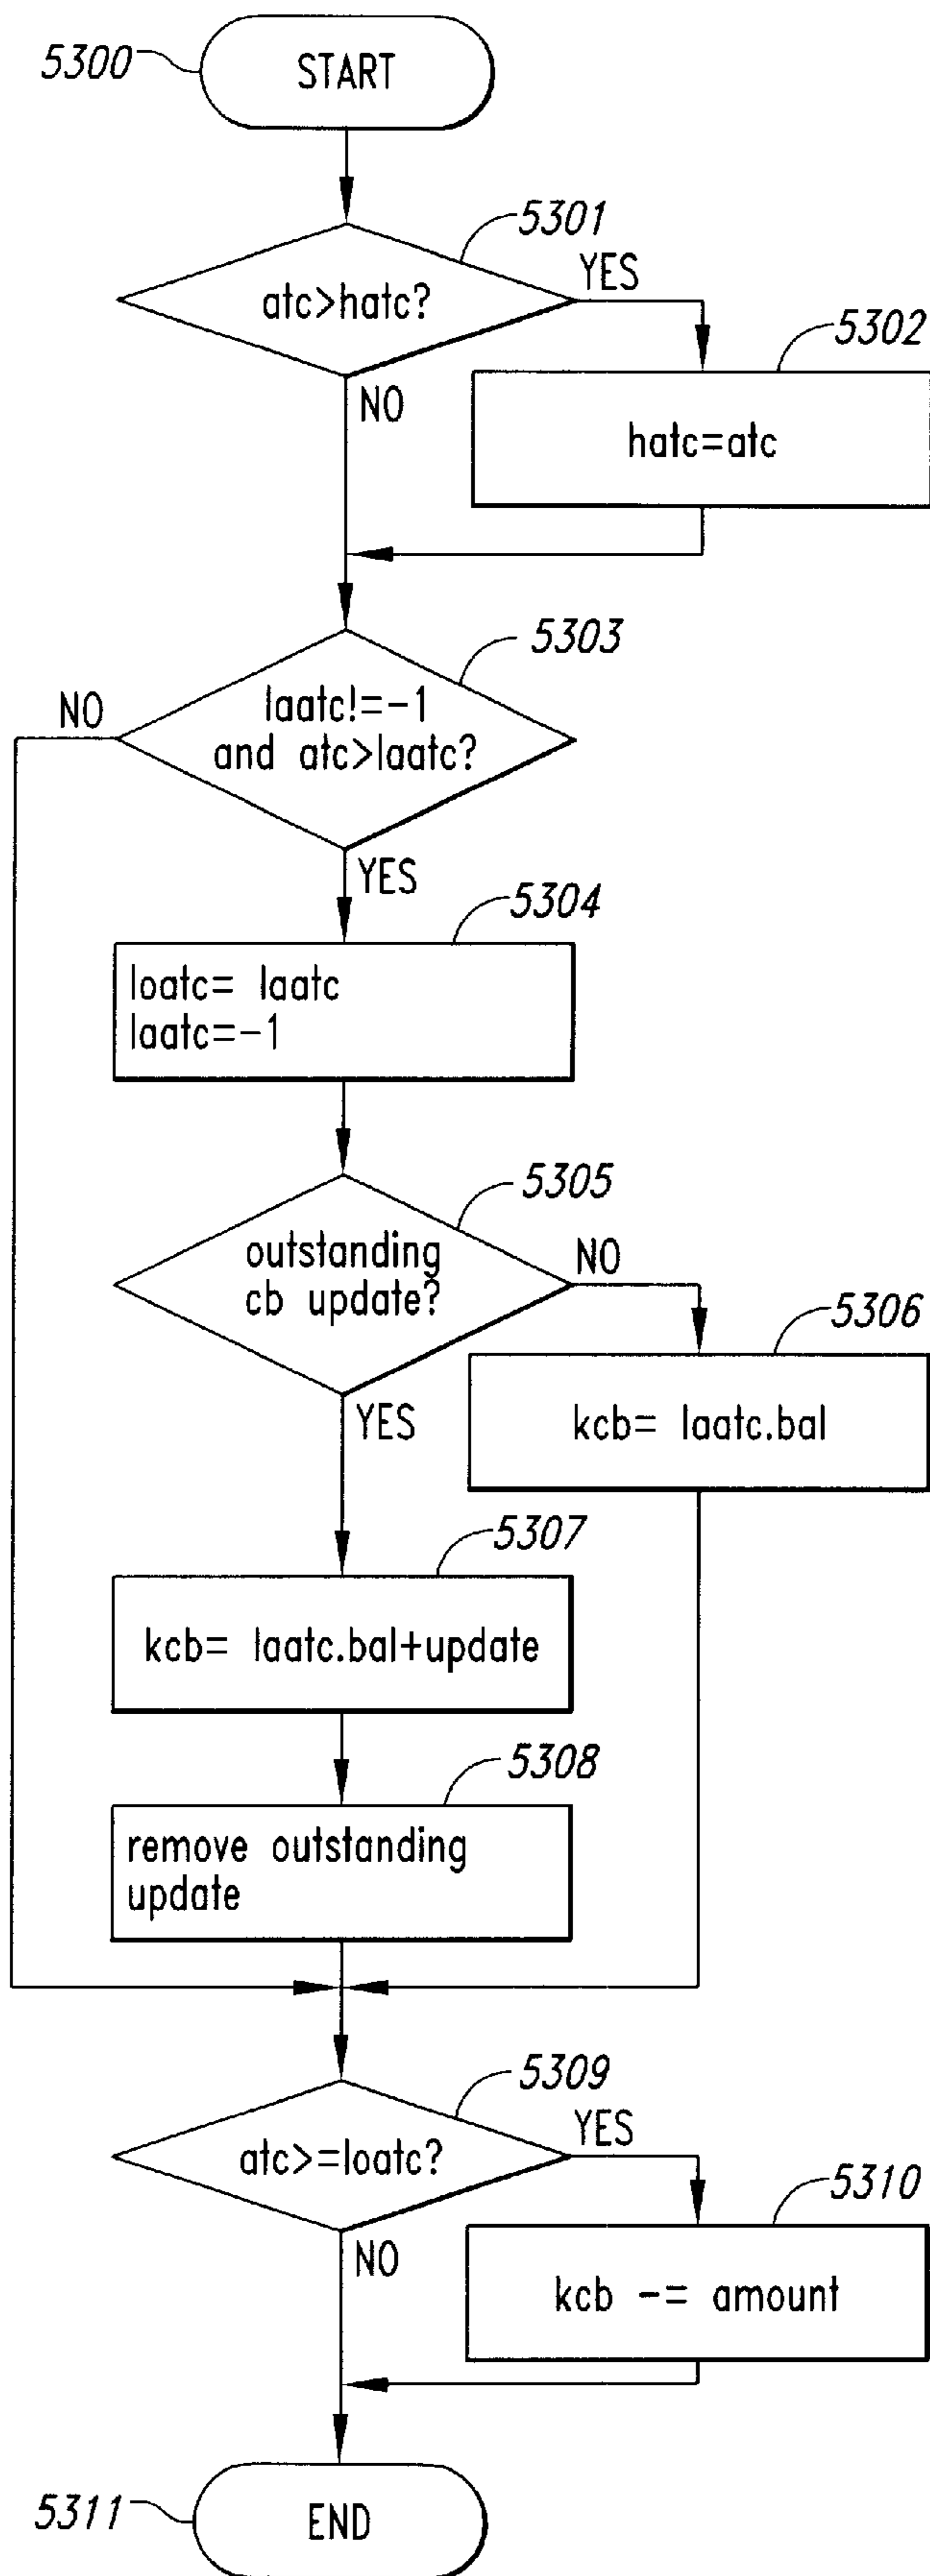 5300
START
5301
atc>hatc?
YES
5302
hatc=atc
NO
5303
laatc!=-1
and atc>laatc?
NO
YES
5304
loatc= laatc
laatc=-1
5305
outstanding
cb update?
NO
5306
kcb= laatc.bal
YES
5307
kcb= laatc.bal+update
5308
remove outstanding
update
5309
atc>=loatc?
YES
5310
kcb -= amount
NO
5311
END